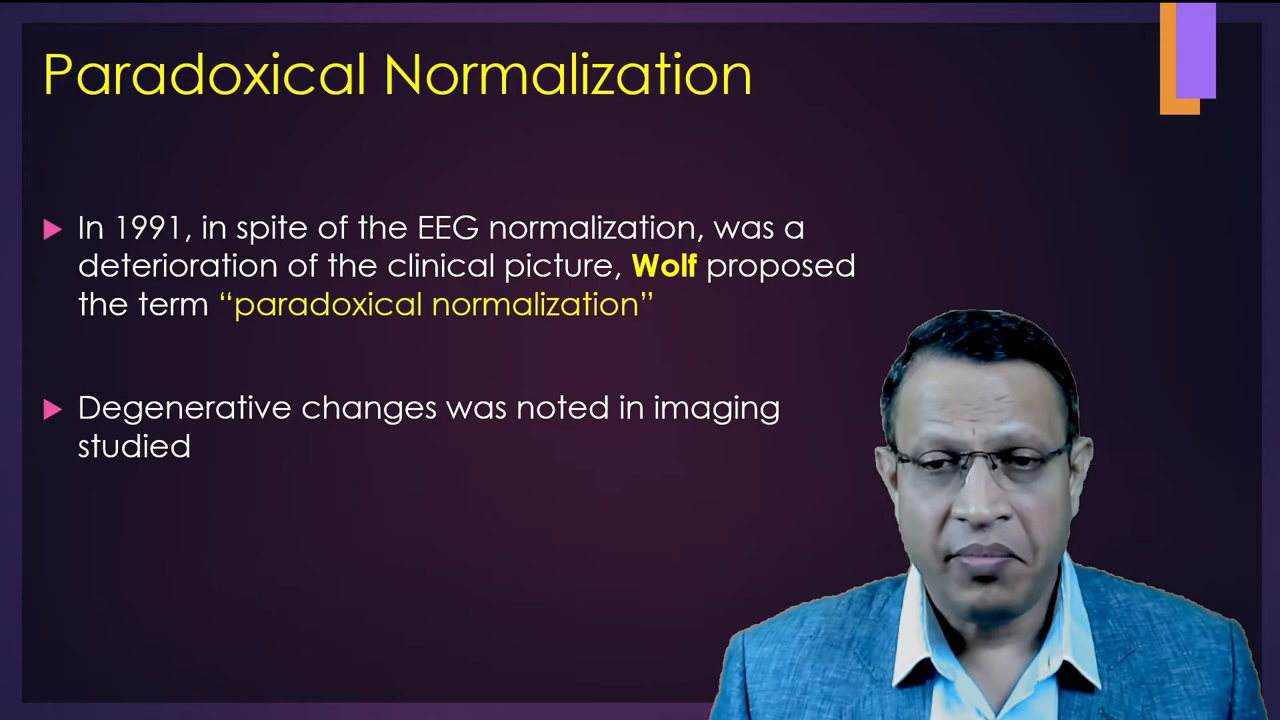 Paradoxical Normalization
In 1991, in spite of the EEG normalization, was a
deterioration of the clinical picture, Wolf proposed
the term “paradoxical normalization”
Degenerative changes was noted in imaging
studied